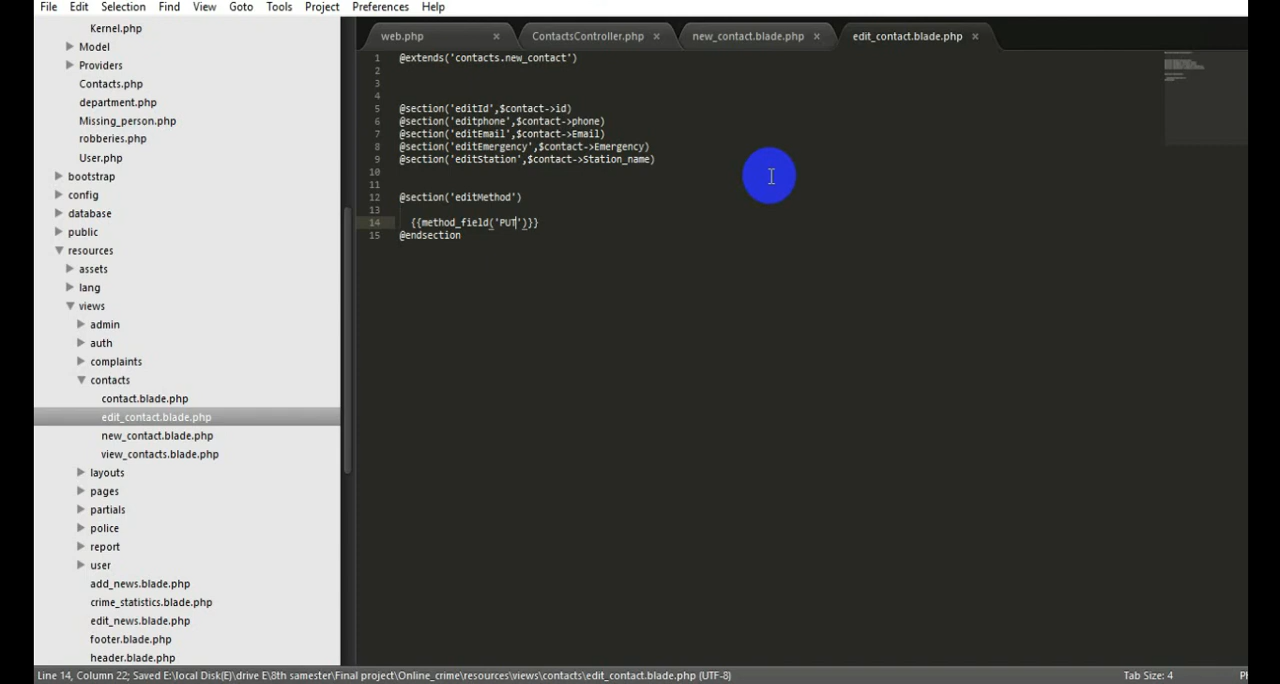 File Edit Selection Find View Goto Tools Project Preferences Help
Kernel.php
Model
Providers
Contacts.php
department.php
Missing_person.php
robberies.php
User.php
bootstrap
config
database
public
resources
assets
lang
views
admin
auth
complaints
contacts
contact.blade.php
edit_contact.blade.php
new_contact.blade.php
view_contacts.blade.php
layouts
pages
partials
police
report
user
add_news.blade.php
crime_statistics.blade.php
edit_news.blade.php
footer.blade.php
header.blade.php
web.php × ContactsController.php × new_contact.blade.php × edit_contact.blade.php ×
1 @extends('contacts.new_contact')
2
3
4
5 @section('editId',$contact->id)
6 @section('editphone',$contact->phone)
7 @section('editEmail',$contact->Email)
8 @section('editEmergency',$contact->Emergency)
9 @section('editStation',$contact->Station_name)
10
11
12 @section('editMethod')
13
14 {{method_field('PUT')}}
15 @endsection
Line 14, Column 22; Saved E:\local Disk(E)\drive E\8th samester\Final project\Online_crime\resources\views\contacts\edit_contact.blade.php (UTF-8) Tab Size: 4